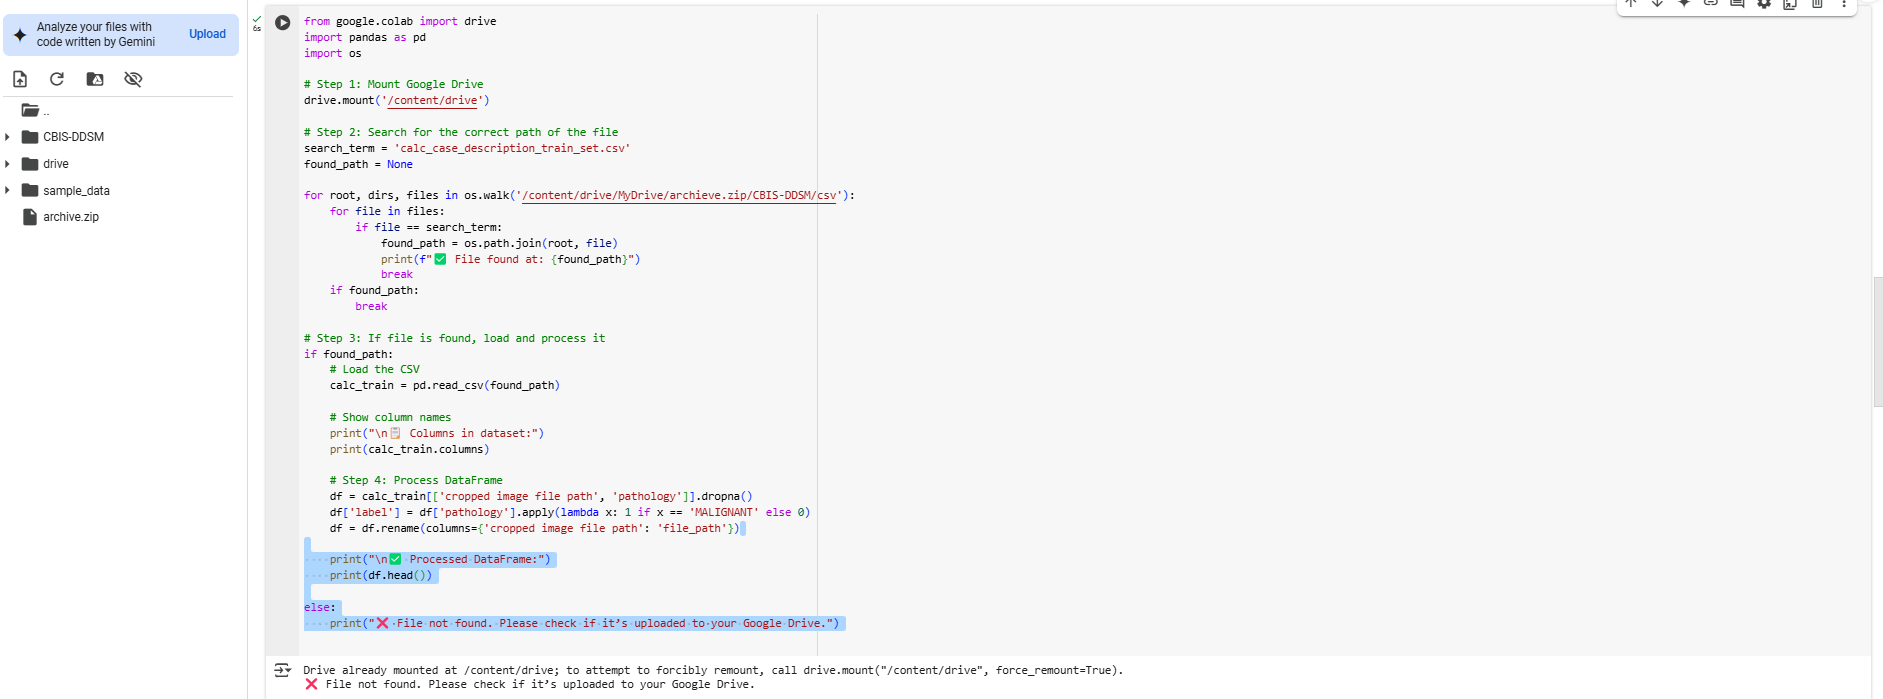 Analyze your files with
code written by Gemini
Upload
..
CBIS-DDSM
drive
sample_data
archive.zip
6s
from google.colab import drive
import pandas as pd
import os
# Step 1: Mount Google Drive
drive.mount('/content/drive')
# Step 2: Search for the correct path of the file
search_term = 'calc_case_description_train_set.csv'
found_path = None
for root, dirs, files in os.walk('/content/drive/MyDrive/archieve.zip/CBIS-DDSM/csv'):
    for file in files:
        if file == search_term:
            found_path = os.path.join(root, file)
            print(f"✅ File found at: {found_path}")
            break
    if found_path:
        break
# Step 3: If file is found, load and process it
if found_path:
    # Load the CSV
    calc_train = pd.read_csv(found_path)
    # Show column names
    print("\n📋 Columns in dataset:")
    print(calc_train.columns)
    # Step 4: Process DataFrame
    df = calc_train[['cropped image file path', 'pathology']].dropna()
    df['label'] = df['pathology'].apply(lambda x: 1 if x == 'MALIGNANT' else 0)
    df = df.rename(columns={'cropped image file path': 'file_path'})
    print("\n✅ Processed DataFrame:")
    print(df.head())
else:
    print("❌ File not found. Please check if it’s uploaded to your Google Drive.")
Drive already mounted at /content/drive; to attempt to forcibly remount, call drive.mount("/content/drive", force_remount=True).
❌ File not found. Please check if it’s uploaded to your Google Drive.